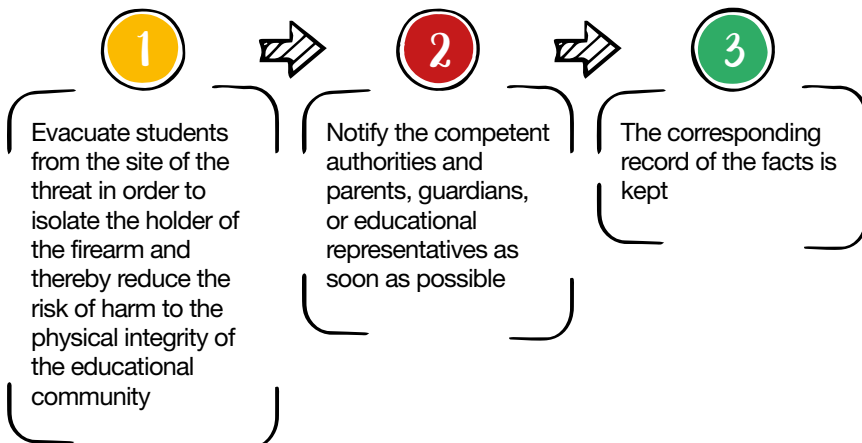 1
Evacuate students
from the site of the
threat in order to
isolate the holder of
the firearm and
thereby reduce the
risk of harm to the
physical integrity of
the educational
community
2
Notify the competent
authorities and
parents, guardians,
or educational
representatives as
soon as possible
3
The corresponding
record of the facts is
kept